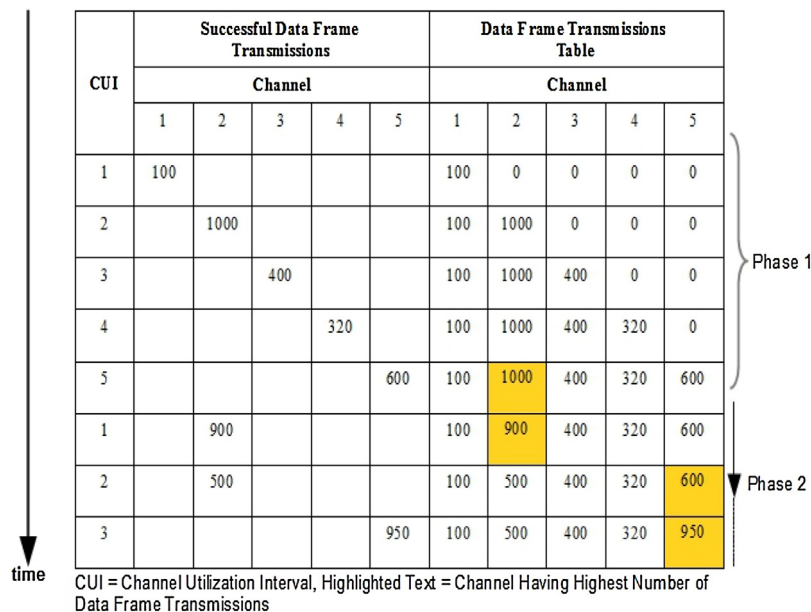 CUI Successful Data Frame Transmissions Data Frame Transmissions Table
Channel Channel
1 2 3 4 5 1 2 3 4 5
1 100 100 0 0 0 0
2 1000 100 1000 0 0 0
3 400 100 1000 400 0 0
4 320 100 1000 400 320 0
5 600 100 1000 400 320 600
1 900 100 900 400 320 600
2 500 100 500 400 320 600
3 950 100 500 400 320 950
Phase 1
Phase 2
time
CUI = Channel Utilization Interval, Highlighted Text = Channel Having Highest Number of
Data Frame Transmissions